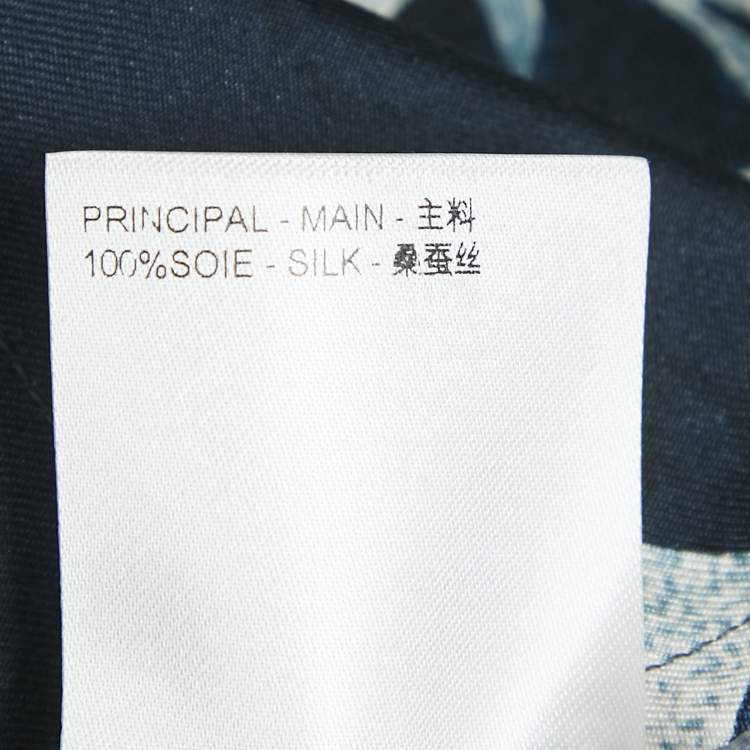 PRINCIPAL - MAIN - 主料
100%SOIE - SILK - 桑蚕丝